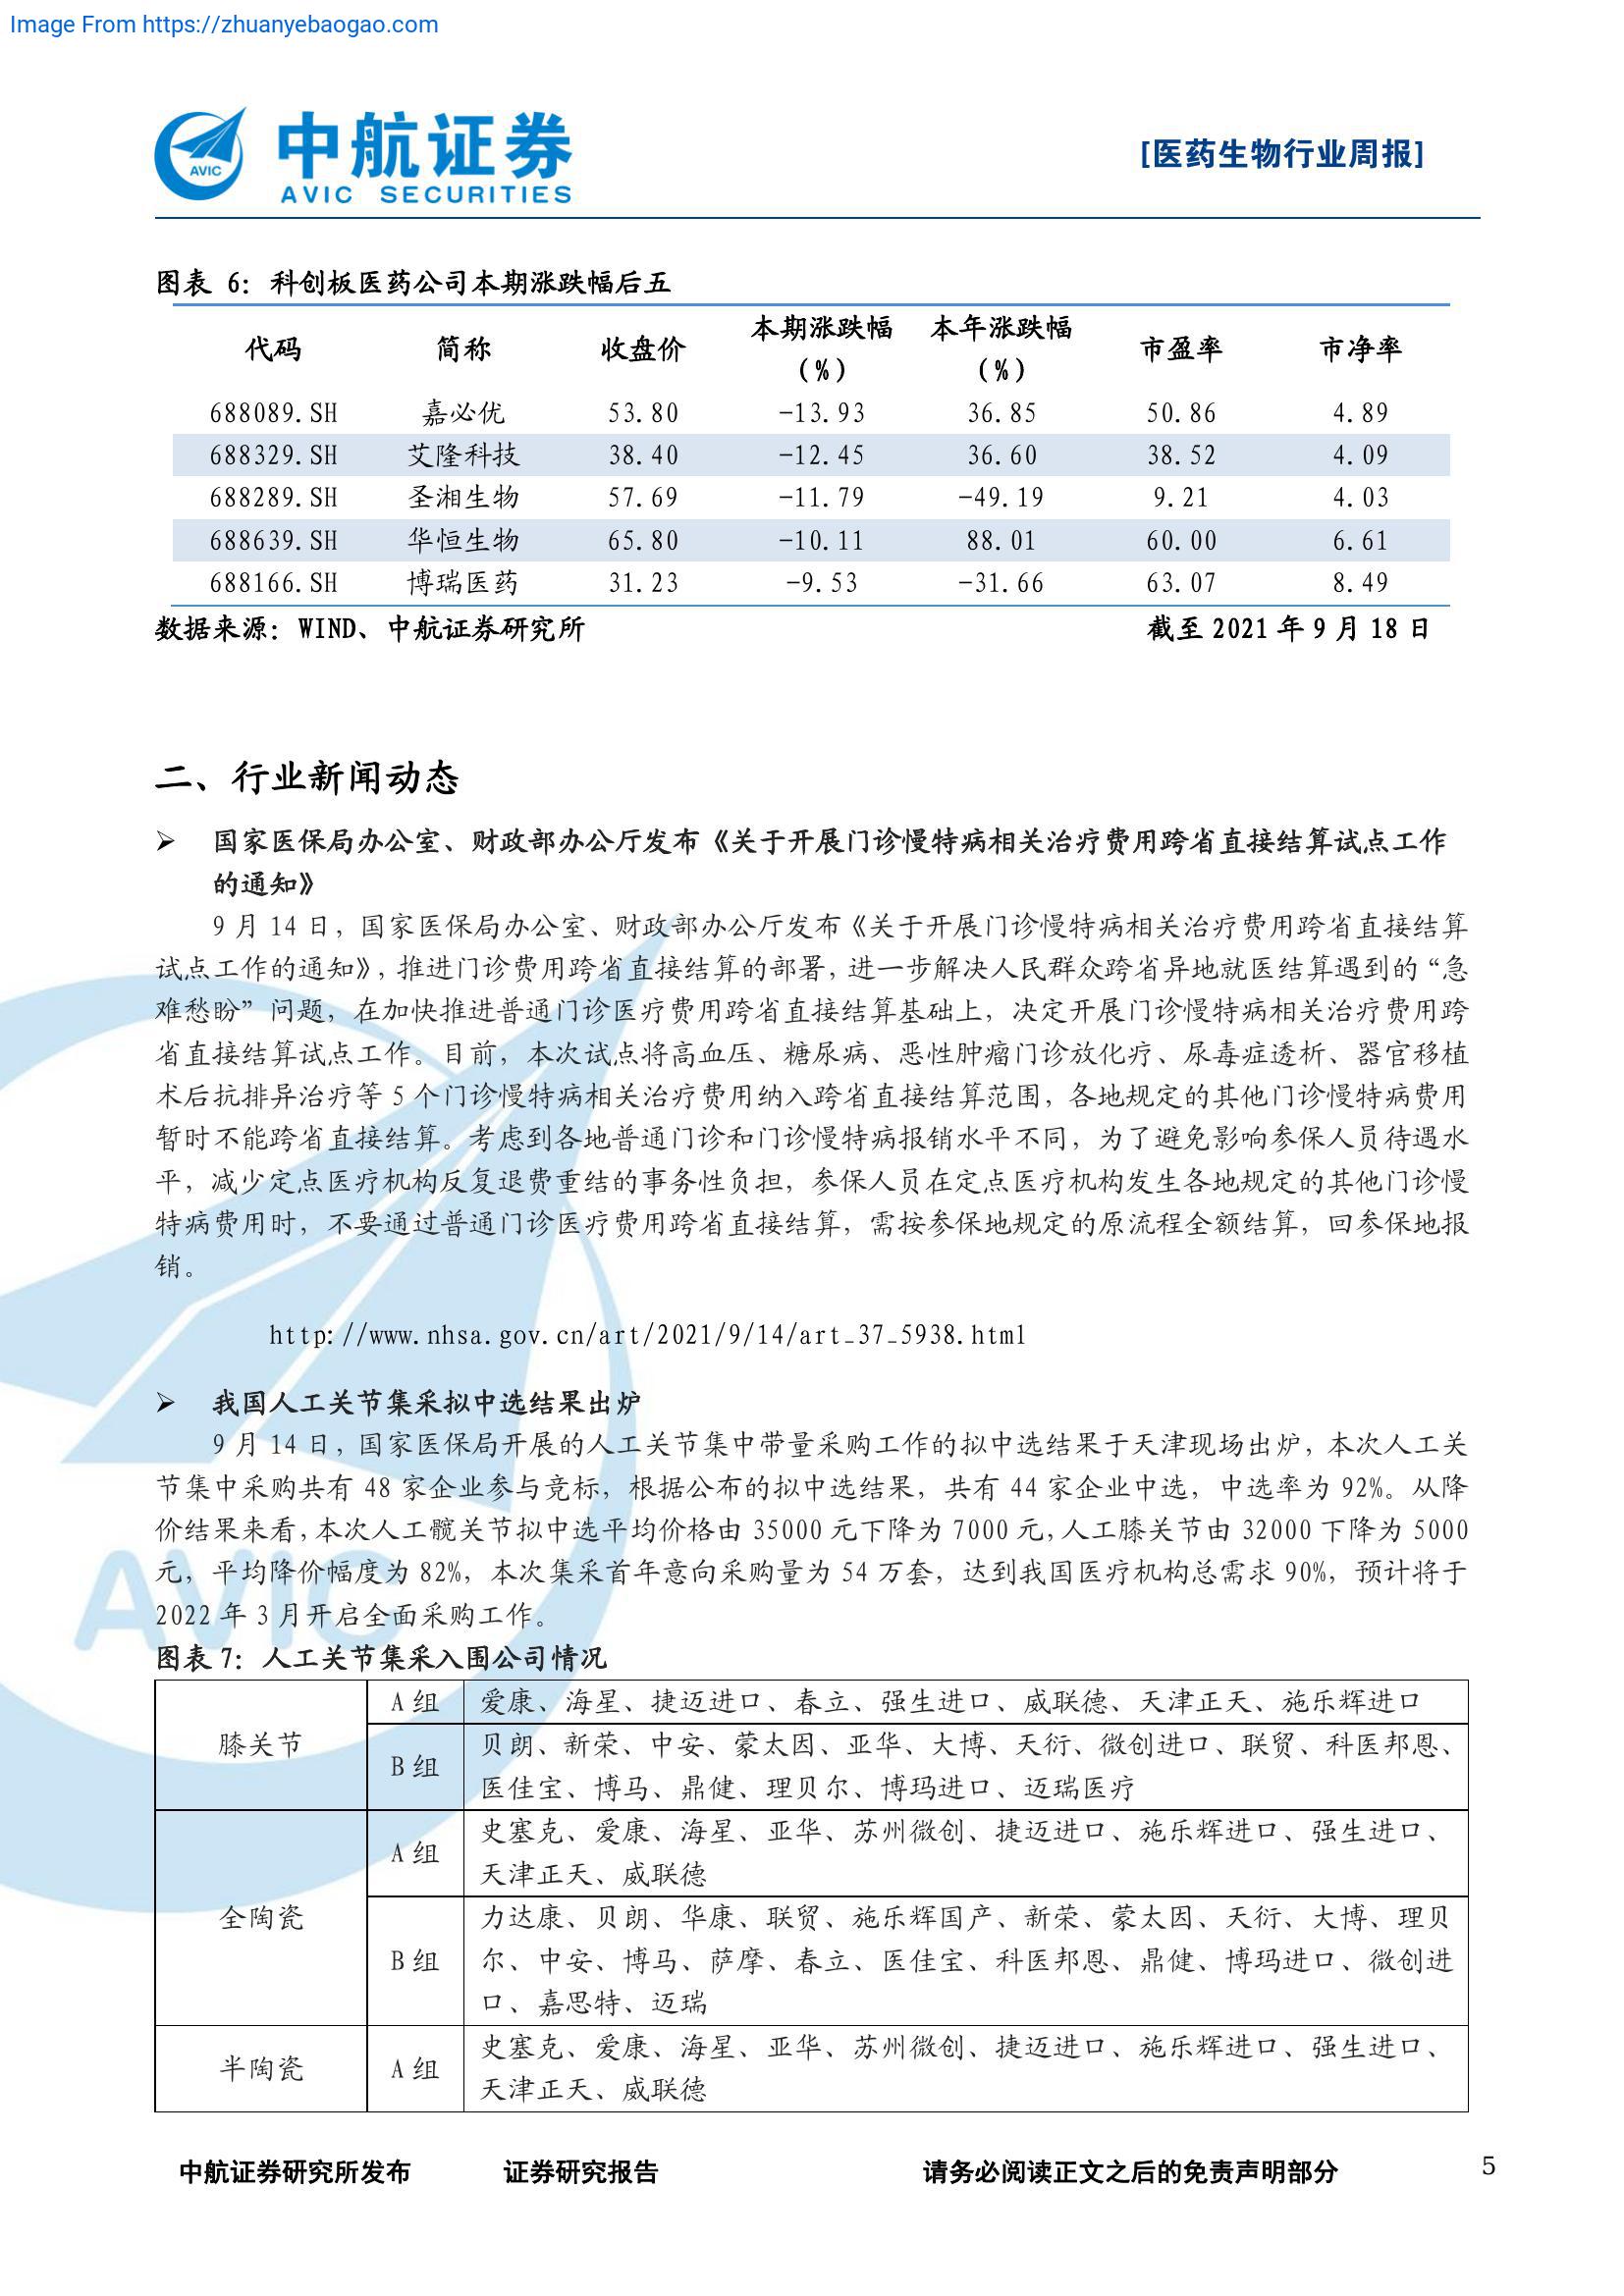 Image From https://zhuanyebaogao.com
AVIC
中航证券
AVIC SECURITIES
[医药生物行业周报]
图表 6：科创板医药公司本期涨跌幅后五
代码 简称 收盘价 本期涨跌幅（%） 本年涨跌幅（%） 市盈率 市净率
688089.SH 嘉必优 53.80 -13.93 36.85 50.86 4.89
688329.SH 艾隆科技 38.40 -12.45 36.60 38.52 4.09
688289.SH 圣湘生物 57.69 -11.79 -49.19 9.21 4.03
688639.SH 华恒生物 65.80 -10.11 88.01 60.00 6.61
688166.SH 博瑞医药 31.23 -9.53 -31.66 63.07 8.49
数据来源：WIND、中航证券研究所 截至 2021 年 9 月 18 日
二、行业新闻动态
➢ 国家医保局办公室、财政部办公厅发布《关于开展门诊慢特病相关治疗费用跨省直接结算试点工作
的通知》
9 月 14 日，国家医保局办公室、财政部办公厅发布《关于开展门诊慢特病相关治疗费用跨省直接结算
试点工作的通知》，推进门诊费用跨省直接结算的部署，进一步解决人民群众跨省异地就医结算遇到的“急
难愁盼”问题，在加快推进普通门诊医疗费用跨省直接结算基础上，决定开展门诊慢特病相关治疗费用跨
省直接结算试点工作。目前，本次试点将高血压、糖尿病、恶性肿瘤门诊放化疗、尿毒症透析、器官移植
术后抗排异治疗等 5 个门诊慢特病相关治疗费用纳入跨省直接结算范围，各地规定的其他门诊慢特病费用
暂时不能跨省直接结算。考虑到各地普通门诊和门诊慢特病报销水平不同，为了避免影响参保人员待遇水
平，减少定点医疗机构反复退费重结的事务性负担，参保人员在定点医疗机构发生各地规定的其他门诊慢
特病费用时，不要通过普通门诊医疗费用跨省直接结算，需按参保地规定的原流程全额结算，回参保地报
销。
http://www.nhsa.gov.cn/art/2021/9/14/art_37_5938.html
➢ 我国人工关节集采拟中选结果出炉
9 月 14 日，国家医保局开展的人工关节集中带量采购工作的拟中选结果于天津现场出炉，本次人工关
节集中采购共有 48 家企业参与竞标，根据公布的拟中选结果，共有 44 家企业中选，中选率为 92%。从降
价结果来看，本次人工髋关节拟中选平均价格由 35000 元下降为 7000 元，人工膝关节由 32000 下降为 5000
元，平均降价幅度为 82%，本次集采首年意向采购量为 54 万套，达到我国医疗机构总需求 90%，预计将于
2022 年 3 月开启全面采购工作。
AVIC
图表 7：人工关节集采入围公司情况
膝关节 A 组 爱康、海星、捷迈进口、春立、强生进口、威联德、天津正天、施乐辉进口
B 组 贝朗、新荣、中安、蒙太因、亚华、大博、天衍、微创进口、联贸、科医邦恩、
医佳宝、博马、鼎健、理贝尔、博玛进口、迈瑞医疗
全陶瓷 A 组 史塞克、爱康、海星、亚华、苏州微创、捷迈进口、施乐辉进口、强生进口、
天津正天、威联德
B 组 力达康、贝朗、华康、联贸、施乐辉国产、新荣、蒙太因、天衍、大博、理贝
尔、中安、博马、萨摩、春立、医佳宝、科医邦恩、鼎健、博玛进口、微创进
口、嘉思特、迈瑞
半陶瓷 A 组 史塞克、爱康、海星、亚华、苏州微创、捷迈进口、施乐辉进口、强生进口、
天津正天、威联德
中航证券研究所发布 证券研究报告 请务必阅读正文之后的免责声明部分 5